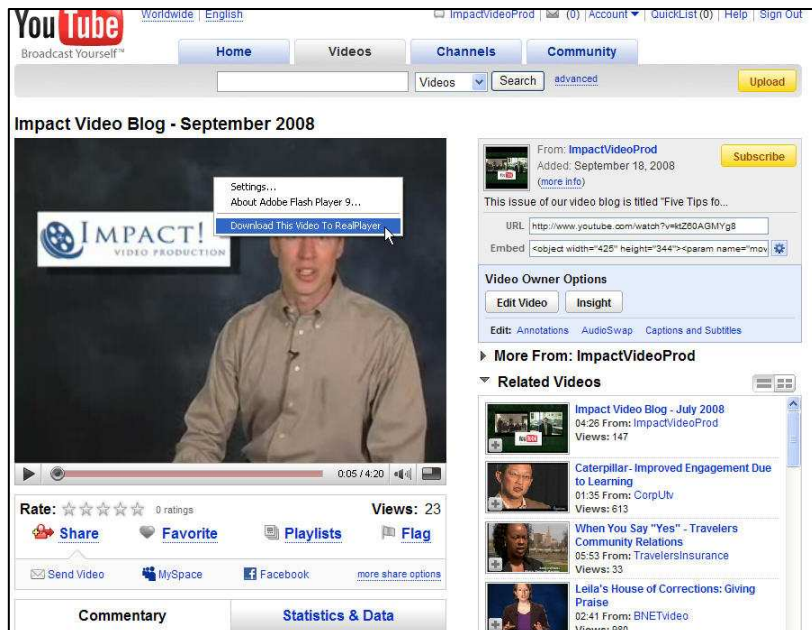 You Tube
Broadcast Yourself™
Worldwide | English
ImpactVideoProd | (0) | Account | QuickList (0) | Help | Sign Out
Home Videos Channels Community
Videos Search advanced Upload
Impact Video Blog - September 2008
Settings...
About Adobe Flash Player 9...
Download This Video To RealPlayer
IMPACT!
VIDEO PRODUCTION
0:05 / 4:20
Rate: 0 ratings Views: 23
Share Favorite Playlists Flag
Send Video MySpace Facebook more share options
Commentary Statistics & Data
From: ImpactVideoProd
Added: September 18, 2008
(more info)
Subscribe
This issue of our video blog is titled "Five Tips fo...
URL http://www.youtube.com/watch?v=ktZ60AGMYg8
Embed <object width="425" height="344"><param name="mov
Video Owner Options
Edit Video Insight
Edit: Annotations AudioSwap Captions and Subtitles
More From: ImpactVideoProd
Related Videos
Impact Video Blog - July 2008
04:26 From: ImpactVideoProd
Views: 147
Caterpillar- Improved Engagement Due
to Learning
01:35 From: CorpUtv
Views: 613
When You Say "Yes" - Travelers
Community Relations
05:53 From: TravelersInsurance
Views: 33
Leila's House of Corrections: Giving
Praise
02:41 From: BNETvideo
Views: 980